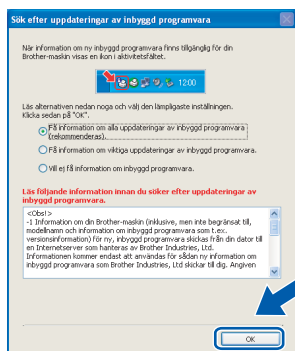 Sök efter uppdateringar av inbyggd programvara
När information om ny inbyggd programvara finns tillgänglig för din
Brother-maskin visas en ikon i aktivitetsfältet.
12:00
Läs alternativen nedan noga och välj den lämpligaste inställningen.
Klicka sedan på "OK".
Få information om alla uppdateringar av inbyggd programvara
(rekommenderas).
Få information om viktiga uppdateringar av inbyggd programvara.
Vill ej få information om inbyggd programvara.
Läs följande information innan du söker efter uppdateringar av
inbyggd programvara.
<Obs!>
-1 Information om din Brother-maskin (inklusive, men inte begränsat till,
modellnamn och information om inbyggd programvara som t.ex.
versionsinformation) för ny, inbyggd programvara skickas från din dator till
en Internetserver som hanteras av Brother Industries, Ltd.
Informationen kommer endast att användas för sådan ny information om
inbyggd programvara som Brother Industries, Ltd skickar till dig. Angiven
OK